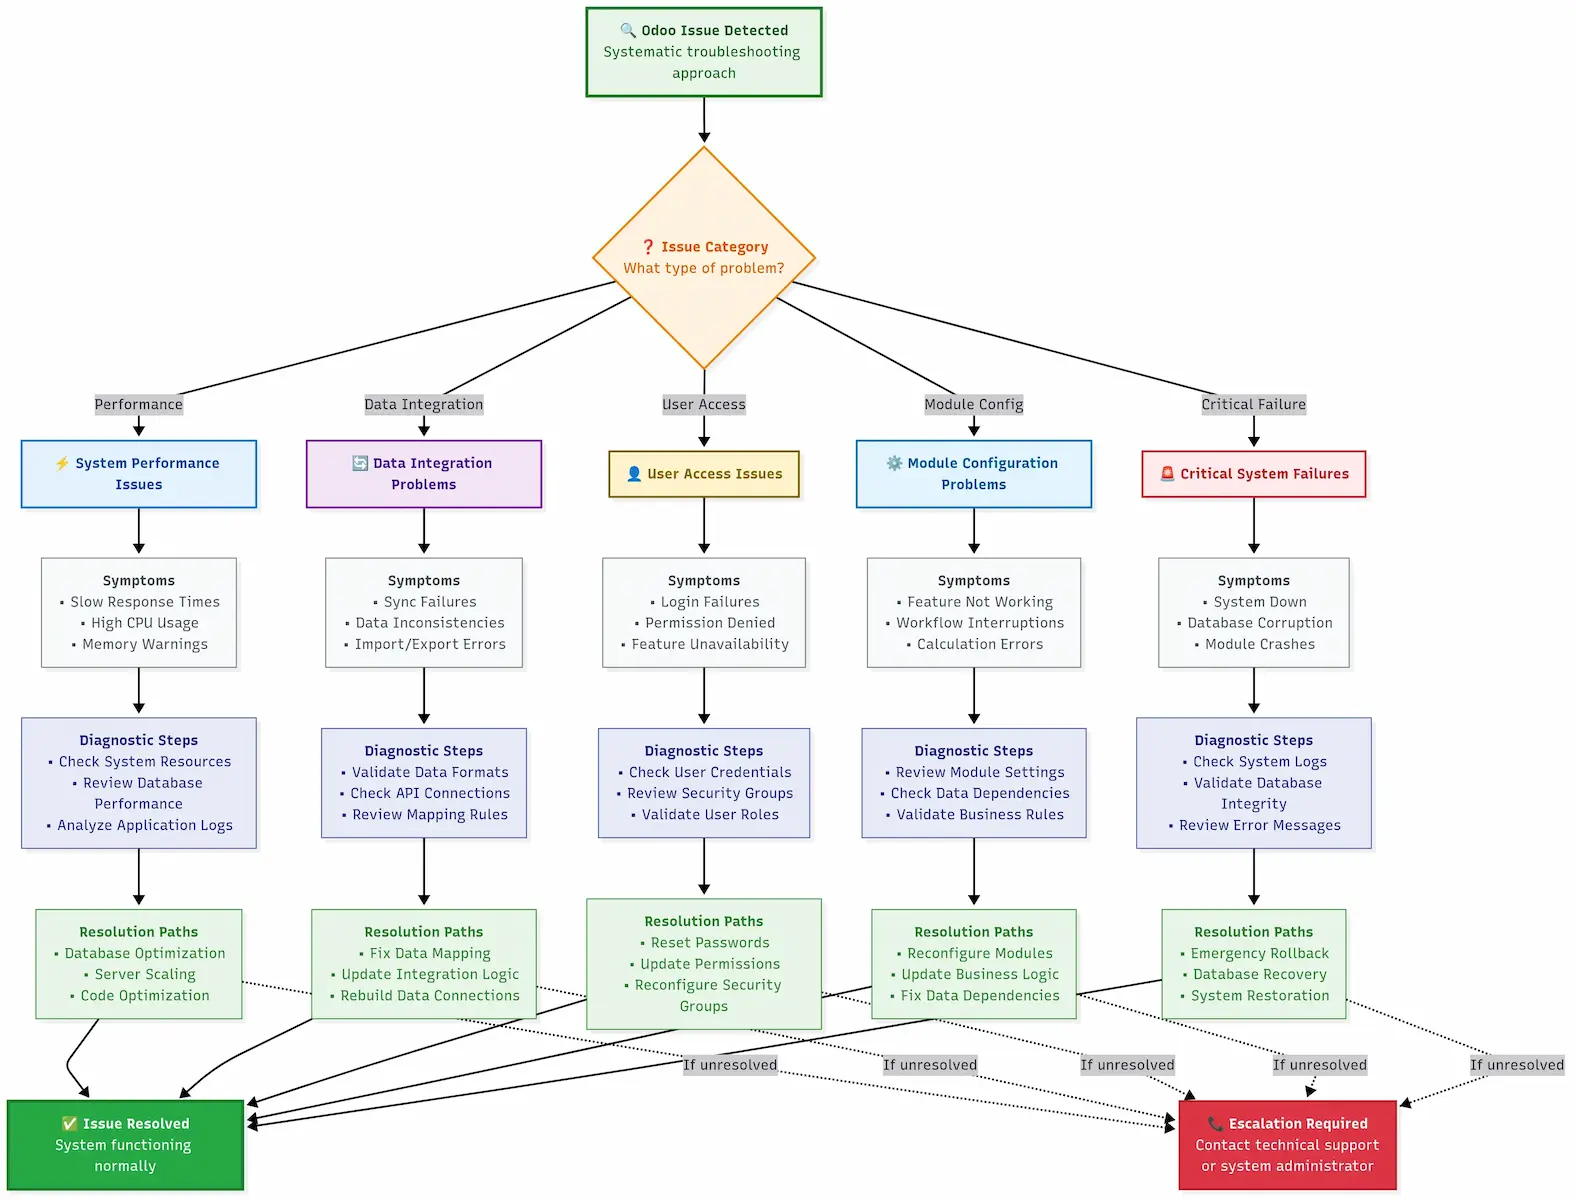 🔍 Odoo Issue Detected
Systematic troubleshooting
approach
❓ Issue Category
What type of problem?
Performance
Data Integration
User Access
Module Config
Critical Failure
⚡ System Performance
Issues
🔄 Data Integration
Problems
👤 User Access Issues
⚙️ Module Configuration
Problems
🚨 Critical System Failures
Symptoms
▪ Slow Response Times
▪ High CPU Usage
▪ Memory Warnings
Symptoms
▪ Sync Failures
▪ Data Inconsistencies
▪ Import/Export Errors
Symptoms
▪ Login Failures
▪ Permission Denied
▪ Feature Unavailability
Symptoms
▪ Feature Not Working
▪ Workflow Interruptions
▪ Calculation Errors
Symptoms
▪ System Down
▪ Database Corruption
▪ Module Crashes
Diagnostic Steps
▪ Check System Resources
▪ Review Database
Performance
▪ Analyze Application Logs
Diagnostic Steps
▪ Validate Data Formats
▪ Check API Connections
▪ Review Mapping Rules
Diagnostic Steps
▪ Check User Credentials
▪ Review Security Groups
▪ Validate User Roles
Diagnostic Steps
▪ Review Module Settings
▪ Check Data Dependencies
▪ Validate Business Rules
Diagnostic Steps
▪ Check System Logs
▪ Validate Database
Integrity
▪ Review Error Messages
Resolution Paths
▪ Database Optimization
▪ Server Scaling
▪ Code Optimization
Resolution Paths
▪ Fix Data Mapping
▪ Update Integration Logic
▪ Rebuild Data Connections
Resolution Paths
▪ Reset Passwords
▪ Update Permissions
▪ Reconfigure Security
Groups
Resolution Paths
▪ Reconfigure Modules
▪ Update Business Logic
▪ Fix Data Dependencies
Resolution Paths
▪ Emergency Rollback
▪ Database Recovery
▪ System Restoration
If unresolved
If unresolved
If unresolved
If unresolved
If unresolved
✅ Issue Resolved
System functioning
normally
📞 Escalation Required
Contact technical support
or system administrator